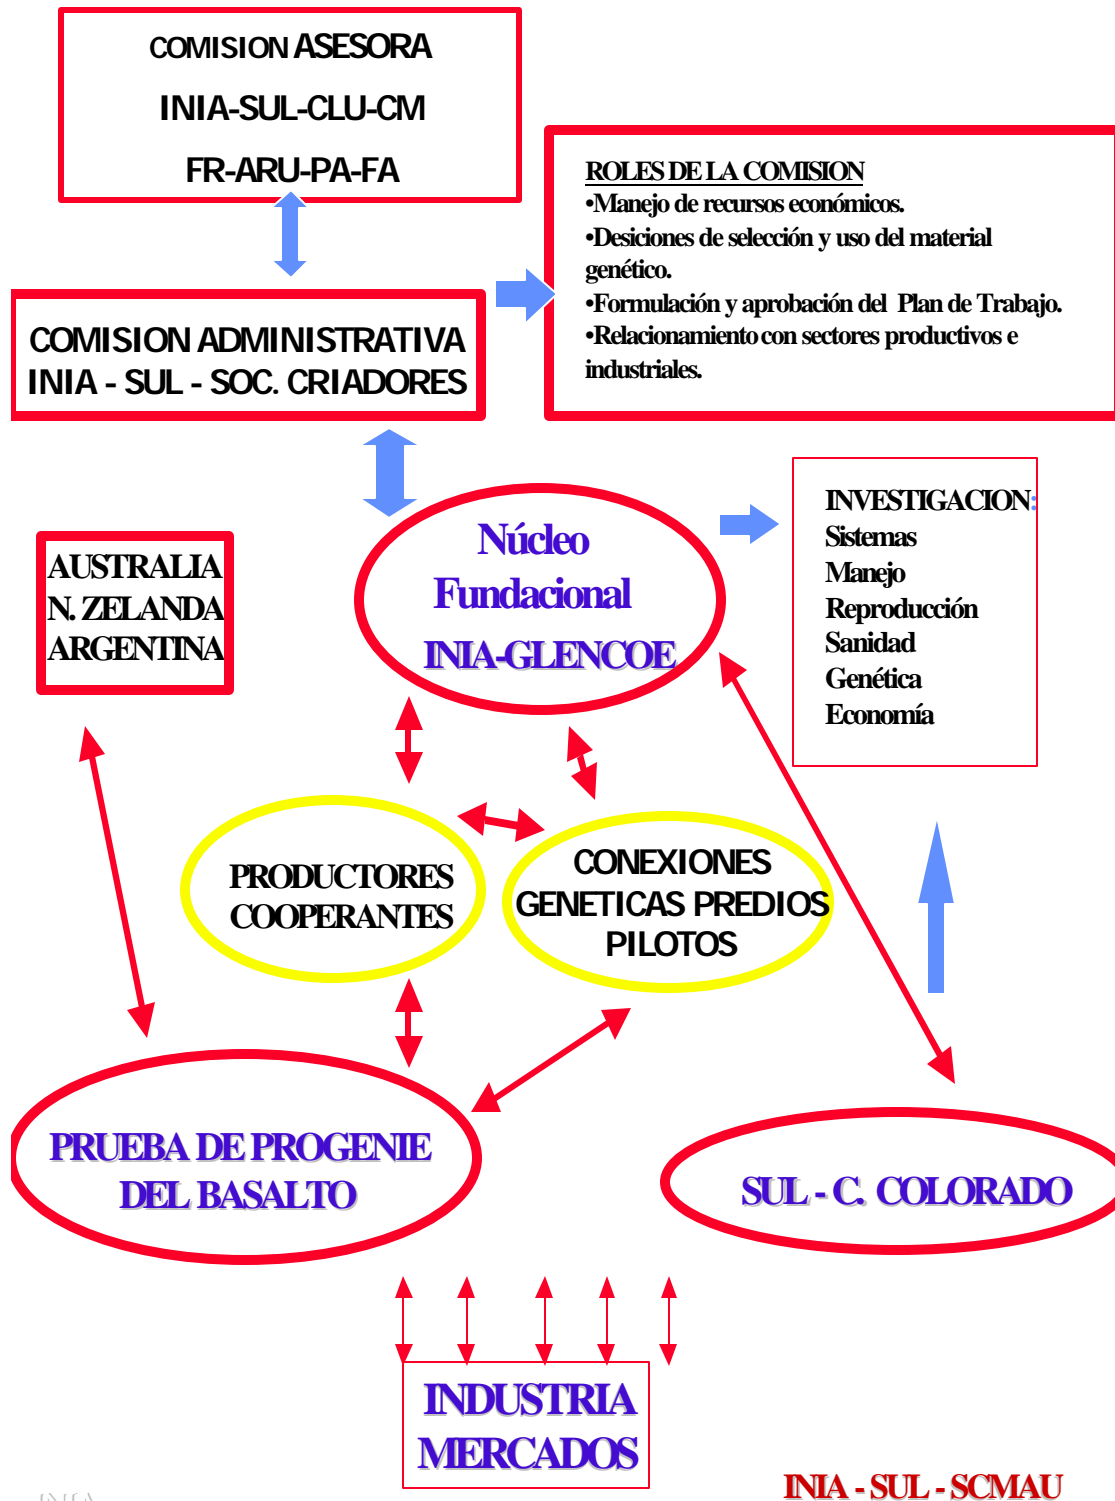 COMISION ASESORA
INIA-SUL-CLU-CM
FR-ARU-PA-FA
ROLES DE LA COMISION
•Manejo de recursos económicos.
•Desiciones de selección y uso del material
genético.
•Formulación y aprobación del Plan de Trabajo.
•Relacionamiento con sectores productivos e
industriales.
COMISION ADMINISTRATIVA
INIA - SUL - SOC. CRIADORES
Núcleo
Fundacional
INIA-GLENCOE
INVESTIGACION:
Sistemas
Manejo
Reproducción
Sanidad
Genética
Economía
AUSTRALIA
N. ZELANDA
ARGENTINA
PRODUCTORES
COOPERANTES
CONEXIONES
GENETICAS PREDIOS
PILOTOS
PRUEBA DE PROGENIE
DEL BASALTO
SUL - C. COLORADO
INDUSTRIA
MERCADOS
INIA - SUL - SCMAU